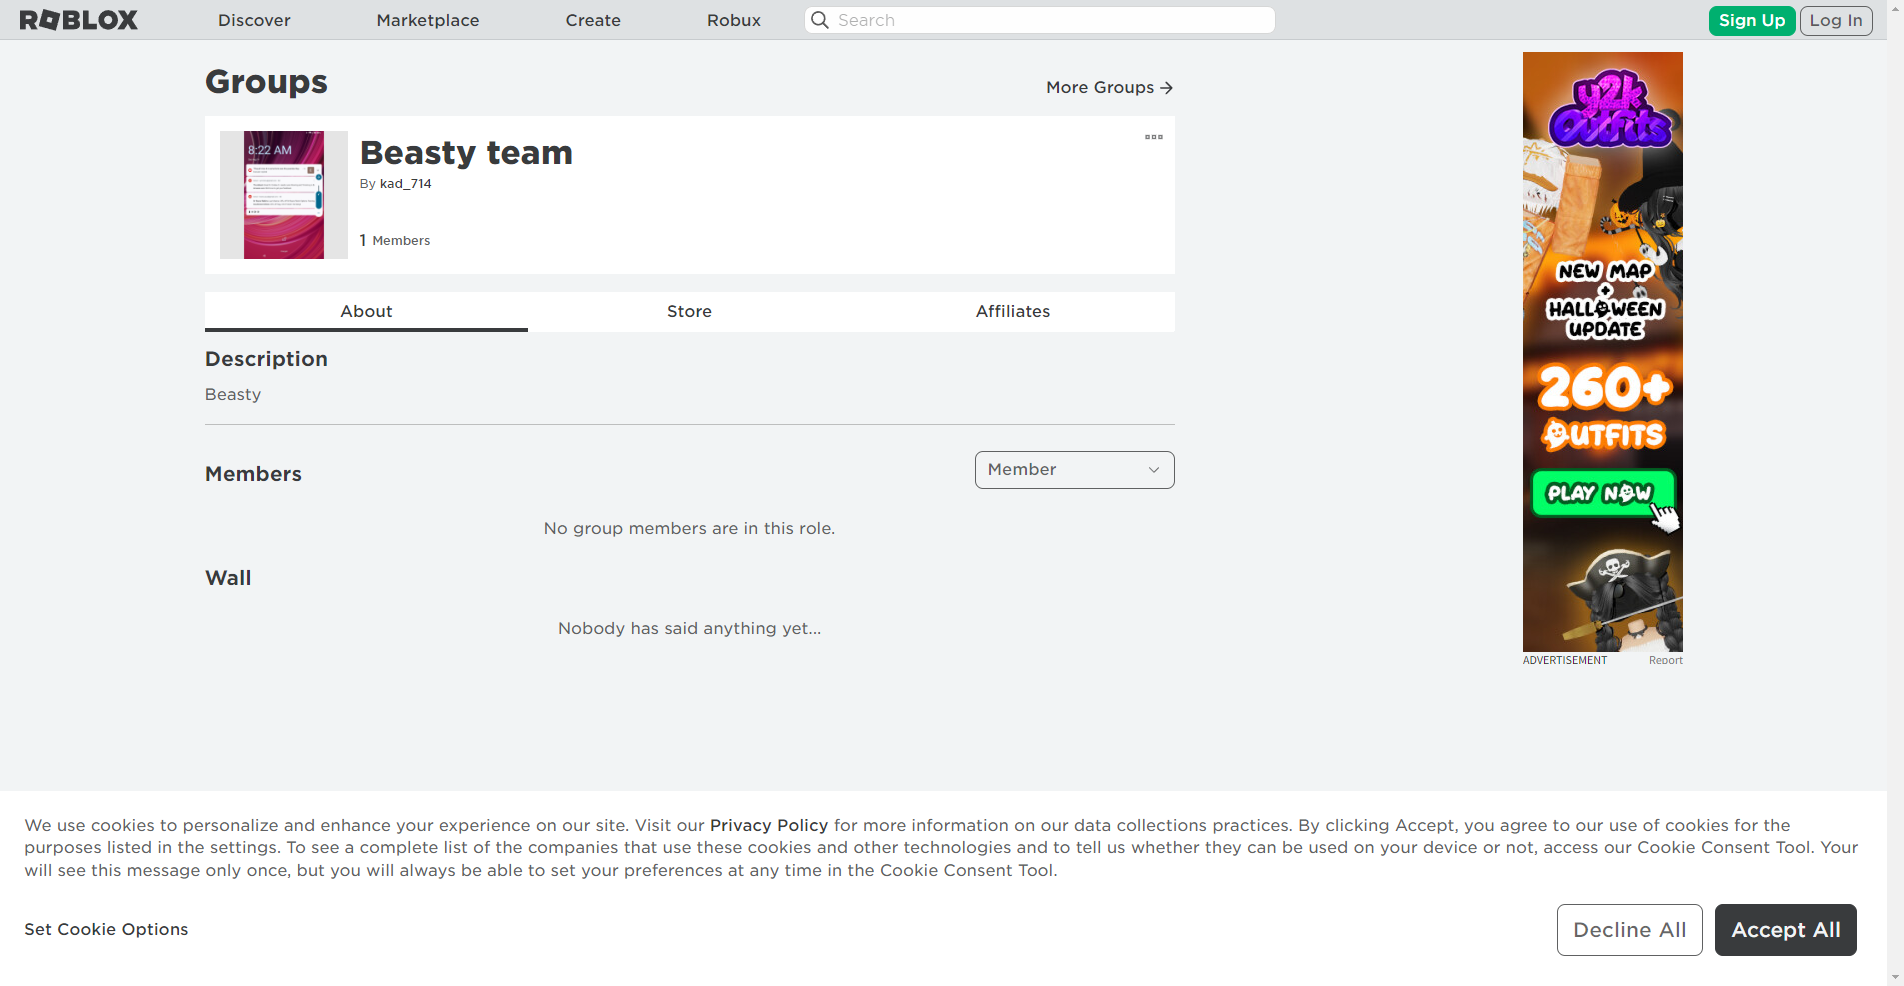 ROBLOX
Discover
Marketplace
Create
Robux
Search
Sign Up
Log In
Groups
More Groups →
8:22 AM
Beasty team
By kad_714
1 Members
About
Store
Affiliates
Description
Beasty
Members
Member
No group members are in this role.
Wall
Nobody has said anything yet...
y2k
Outfits
NEW MAP
+
HALLOWEEN
UPDATE
260+
OUTFITS
PLAY NOW
ADVERTISEMENT
Report
We use cookies to personalize and enhance your experience on our site. Visit our Privacy Policy for more information on our data collections practices. By clicking Accept, you agree to our use of cookies for the
purposes listed in the settings. To see a complete list of the companies that use these cookies and other technologies and to tell us whether they can be used on your device or not, access our Cookie Consent Tool. Your
will see this message only once, but you will always be able to set your preferences at any time in the Cookie Consent Tool.
Set Cookie Options
Decline All
Accept All